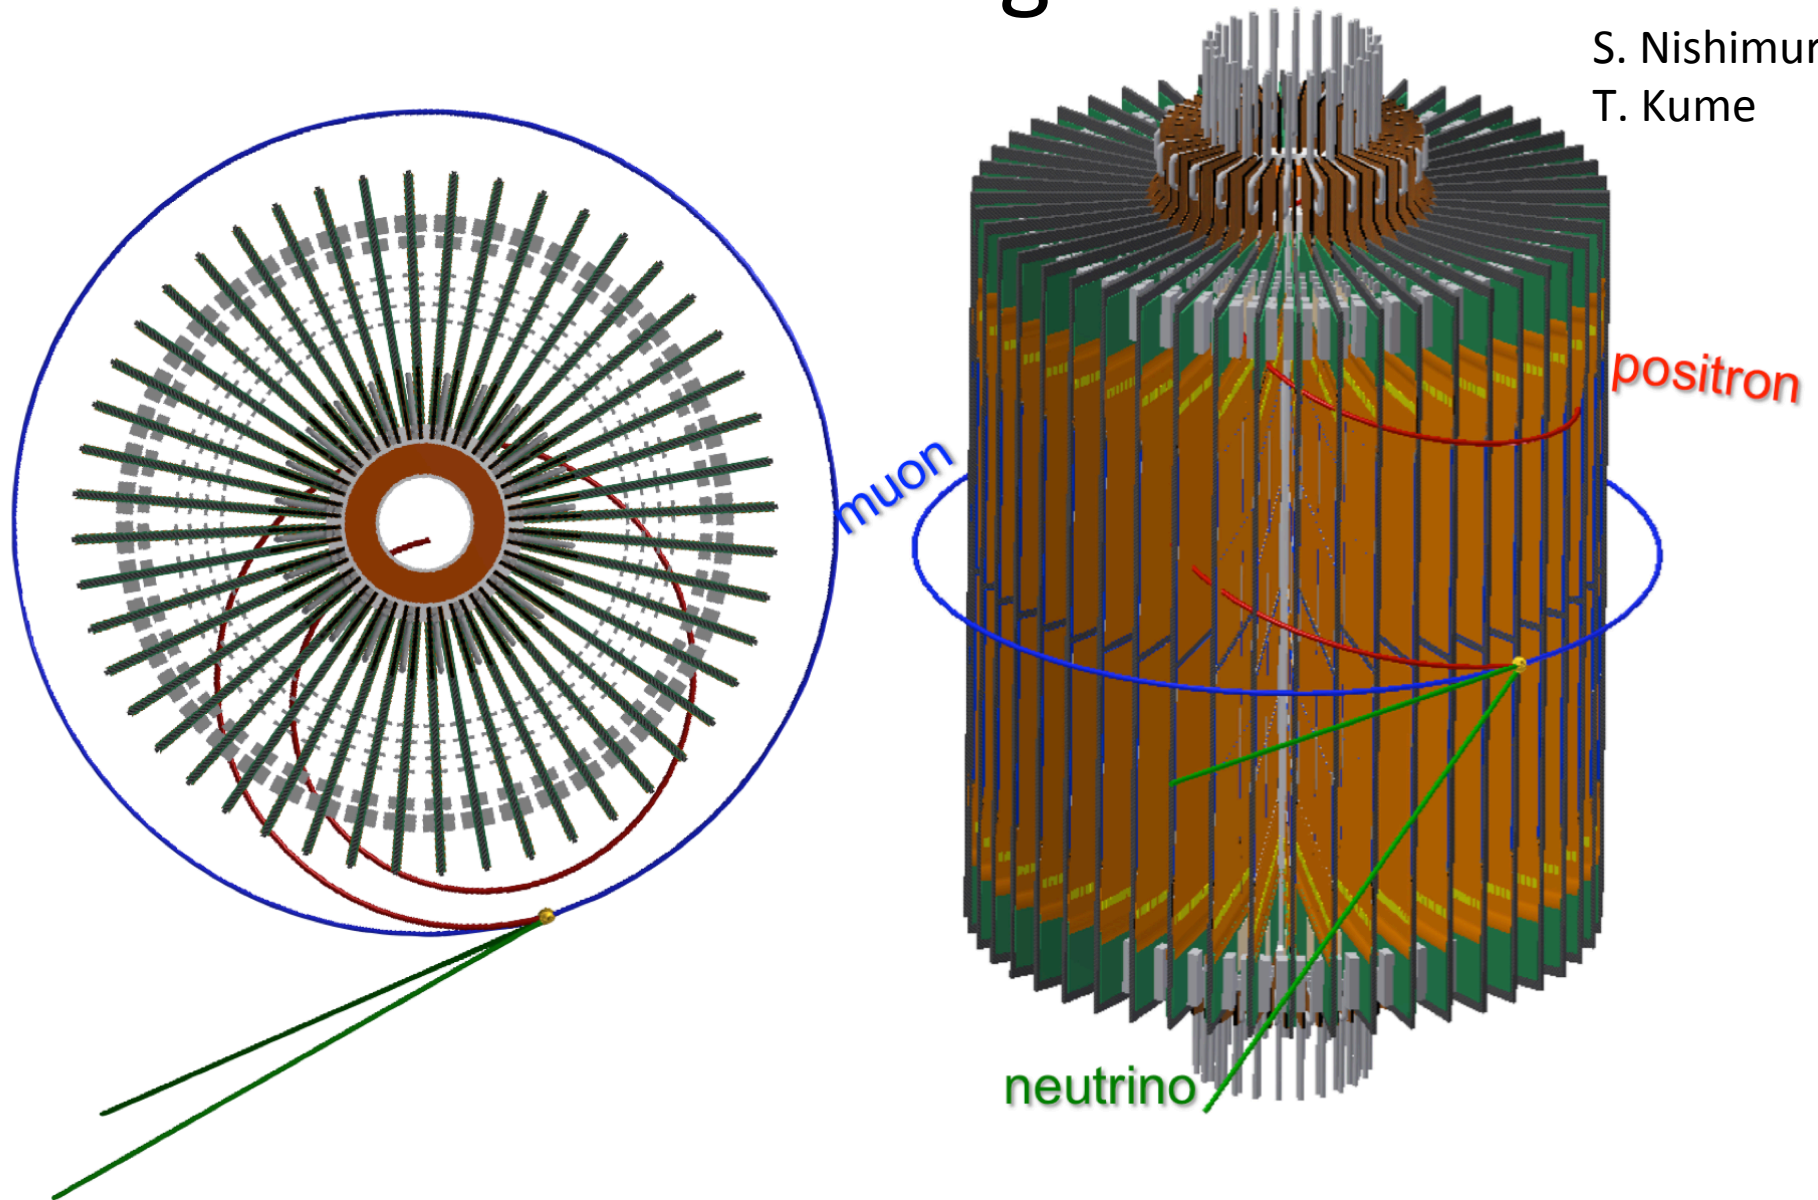 S. Nishimur
T. Kume
positron
muon
neutrino